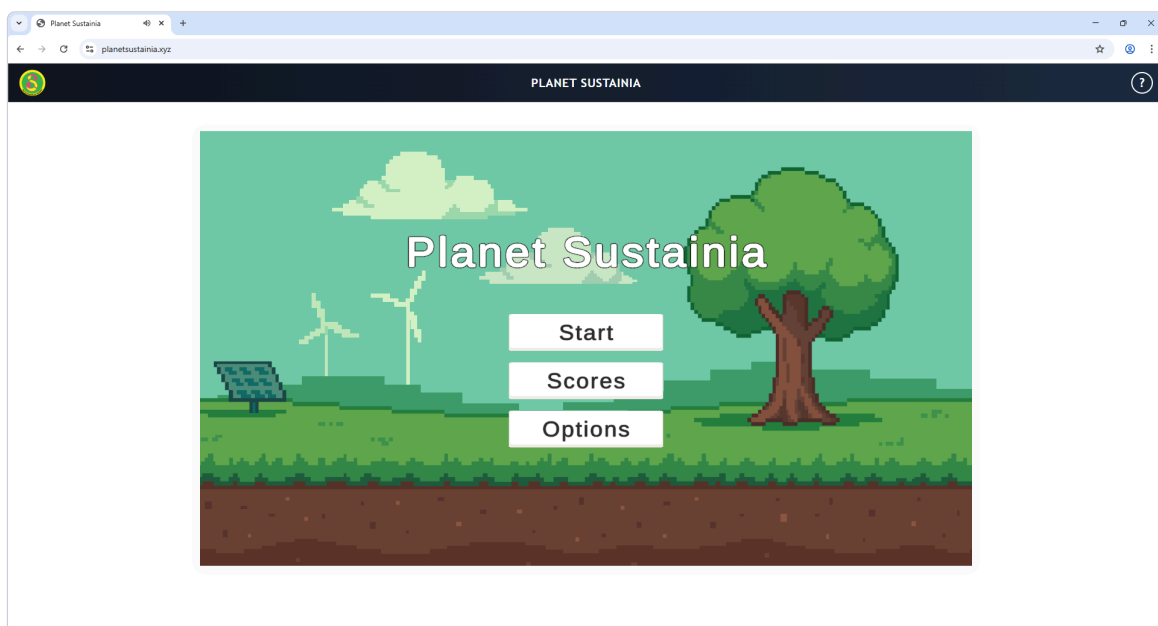 Planet Sustainia
planetsustainia.xyz
S
PLANET SUSTAINIA
?
Planet Sustainia
Start
Scores
Options